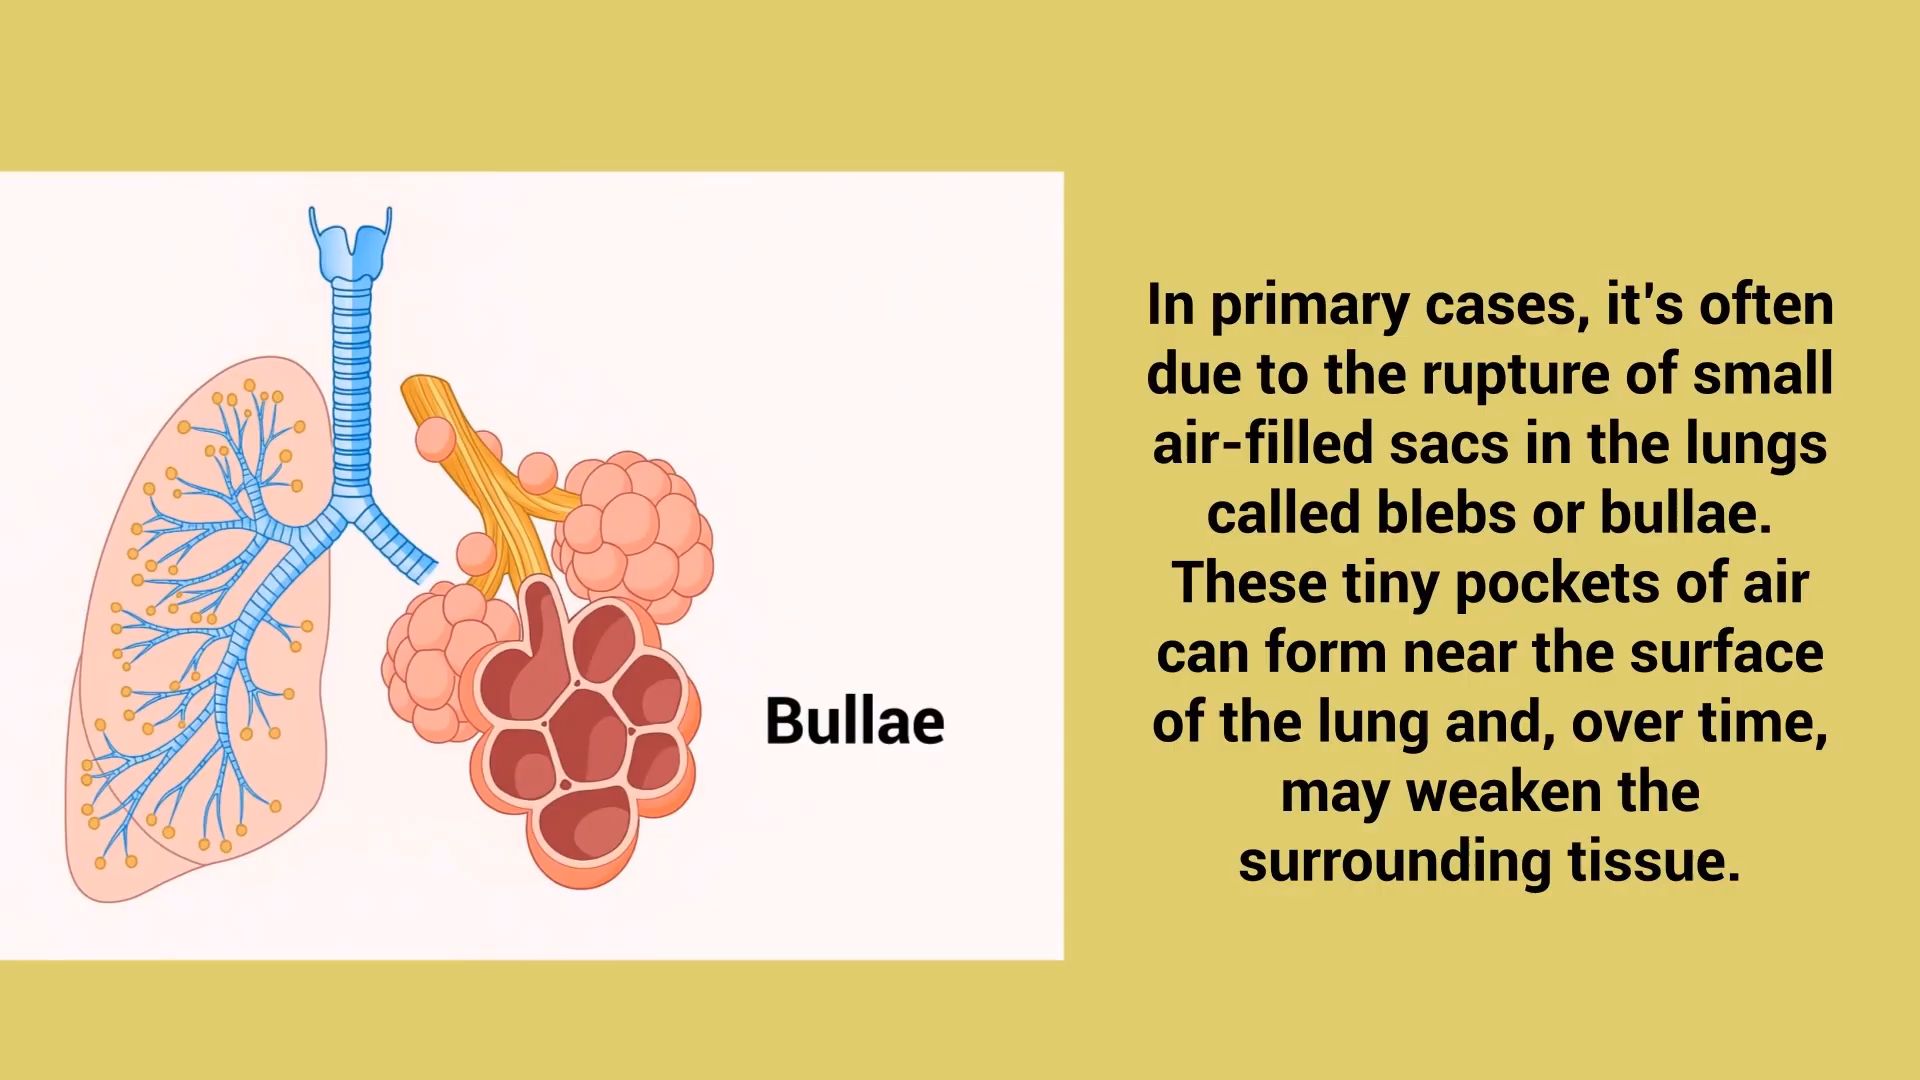 Bullae
In primary cases, it's often
due to the rupture of small
air-filled sacs in the lungs
called blebs or bullae.
These tiny pockets of air
can form near the surface
of the lung and, over time,
may weaken the
surrounding tissue.